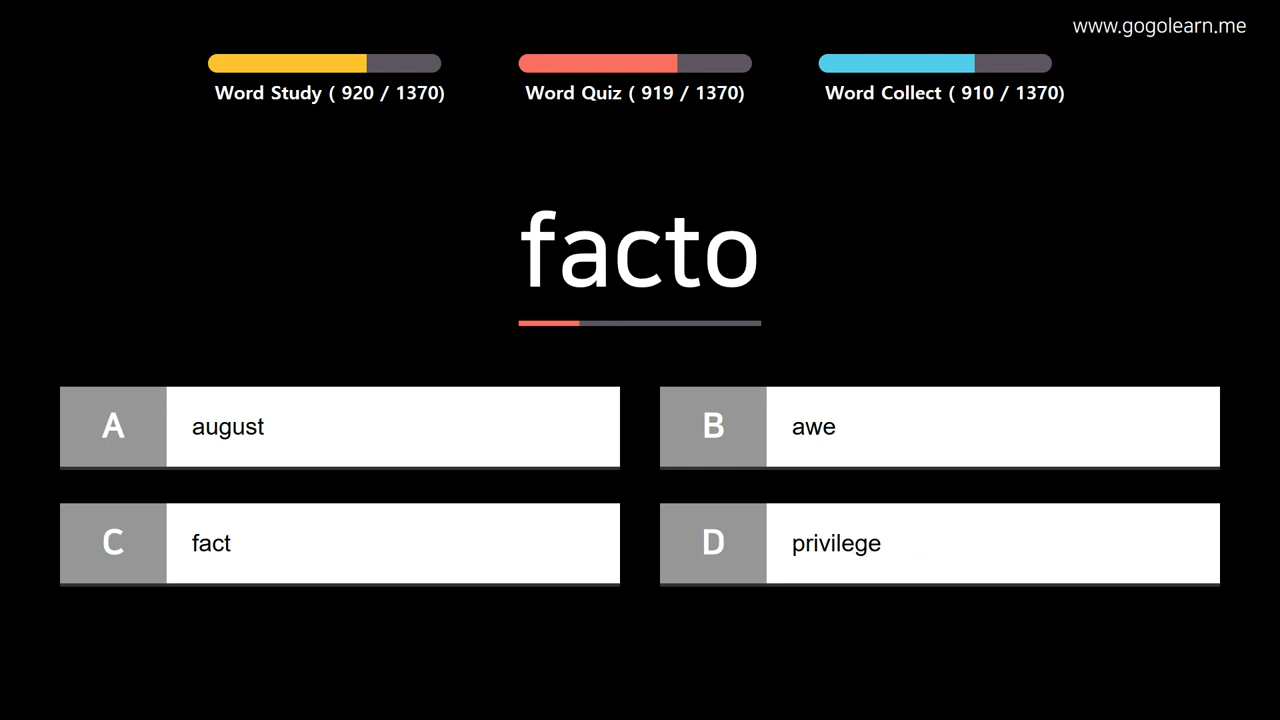 www.gogolearn.me
Word Study ( 920 / 1370)
Word Quiz ( 919 / 1370)
Word Collect ( 910 / 1370)
facto
A august
B awe
C fact
D privilege